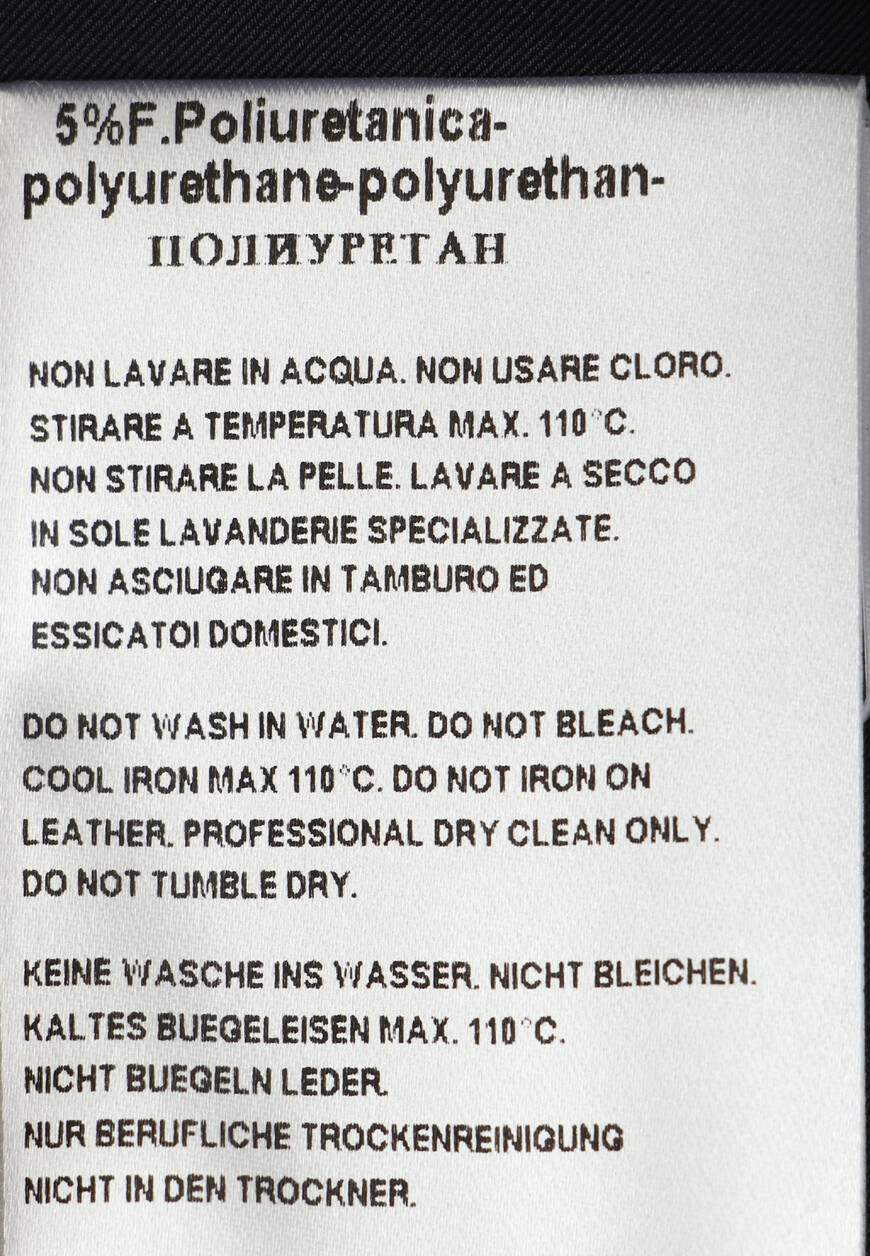 5%F.Poliuretanica-
polyurethane-polyurethan-
ПОЛИУРЕТАН
NON LAVARE IN ACQUA. NON USARE CLORO.
STIRARE A TEMPERATURA MAX. 110°C.
NON STIRARE LA PELLE. LAVARE A SECCO
IN SOLE LAVANDERIE SPECIALIZZATE.
NON ASCIUGARE IN TAMBURO ED
ESSICATOI DOMESTICI.
DO NOT WASH IN WATER. DO NOT BLEACH.
COOL IRON MAX 110°C. DO NOT IRON ON
LEATHER. PROFESSIONAL DRY CLEAN ONLY.
DO NOT TUMBLE DRY.
KEINE WASCHE INS WASSER. NICHT BLEICHEN.
KALTES BUEGELEISEN MAX. 110°C.
NICHT BUEGELN LEDER.
NUR BERUFLICHE TROCKENREINIGUNG
NICHT IN DEN TROCKNER.